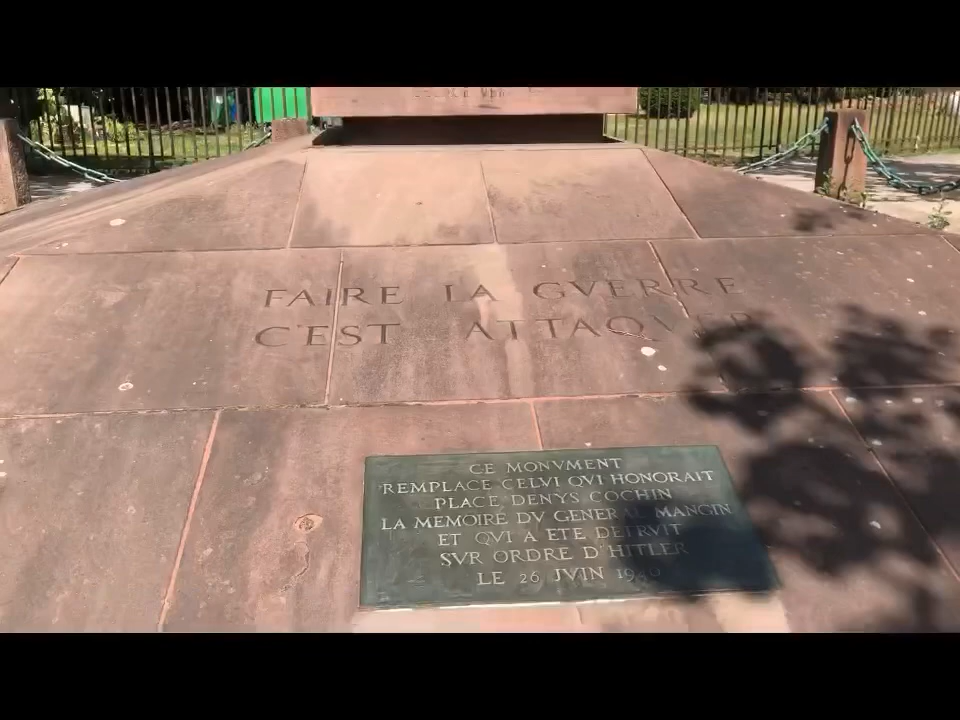 FAIRE LA GVERRE
C'EST ATTAQVER
CE MONVMENT
REMPLACE CELVI QVI HONORAIT
PLACE DENYS COCHIN
LA MEMOIRE DV GENERAL MANGIN
ET QVI A ETE DETRVIT
SVR ORDRE D'HITLER
LE 26 JVIN 1940